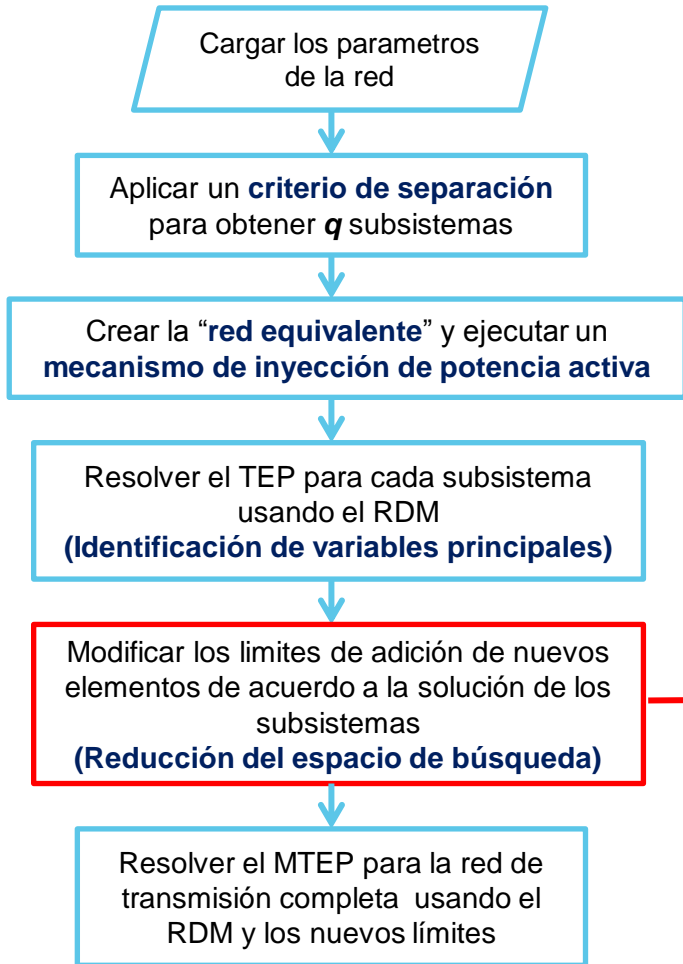 Cargar los parametros
de la red
Aplicar un criterio de separación
para obtener q subsistemas
Crear la “red equivalente” y ejecutar un
mecanismo de inyección de potencia activa
Resolver el TEP para cada subsistema
usando el RDM
(Identificación de variables principales)
Modificar los limites de adición de nuevos
elementos de acuerdo a la solución de los
subsistemas
(Reducción del espacio de búsqueda)
Resolver el MTEP para la red de
transmisión completa usando el
RDM y los nuevos límites